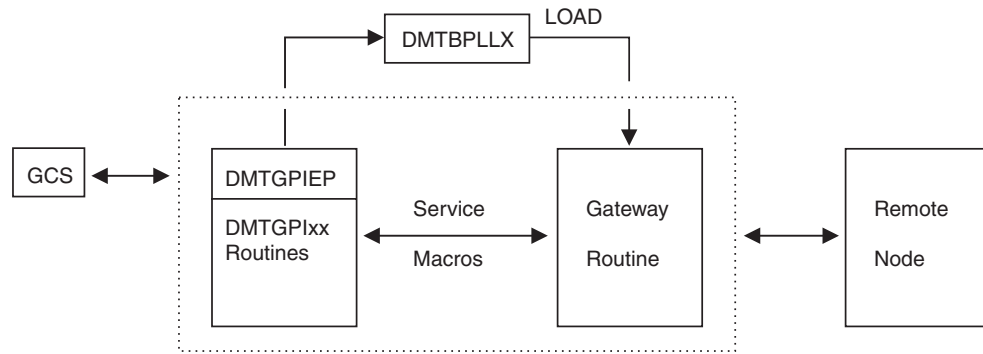 LOAD
DMTBPLLX
GCS
DMTGPIEP
DMTGPIxx
Routines
Service
Macros
Gateway
Routine
Remote
Node